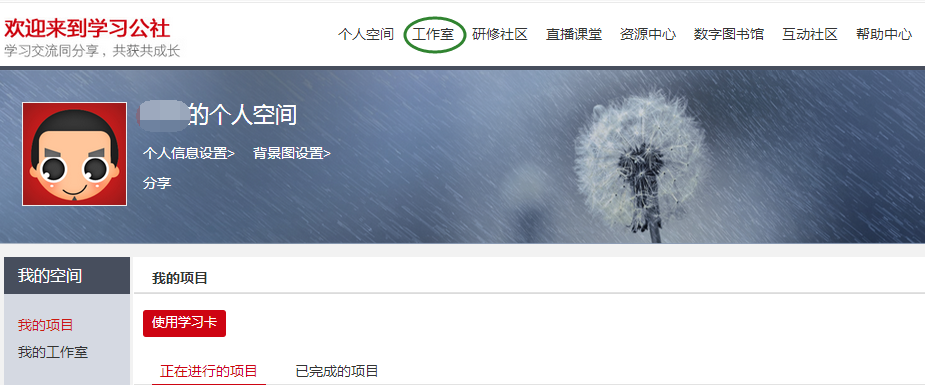 欢迎来到学习公社
学习交流同分享，共获共成长
个人空间 工作室 研修社区 直播课堂 资源中心 数字图书馆 互动社区 帮助中心
的个人空间
个人信息设置> 背景图设置>
分享
我的空间
我的项目
我的项目
我的工作室
使用学习卡
正在进行的项目 已完成的项目